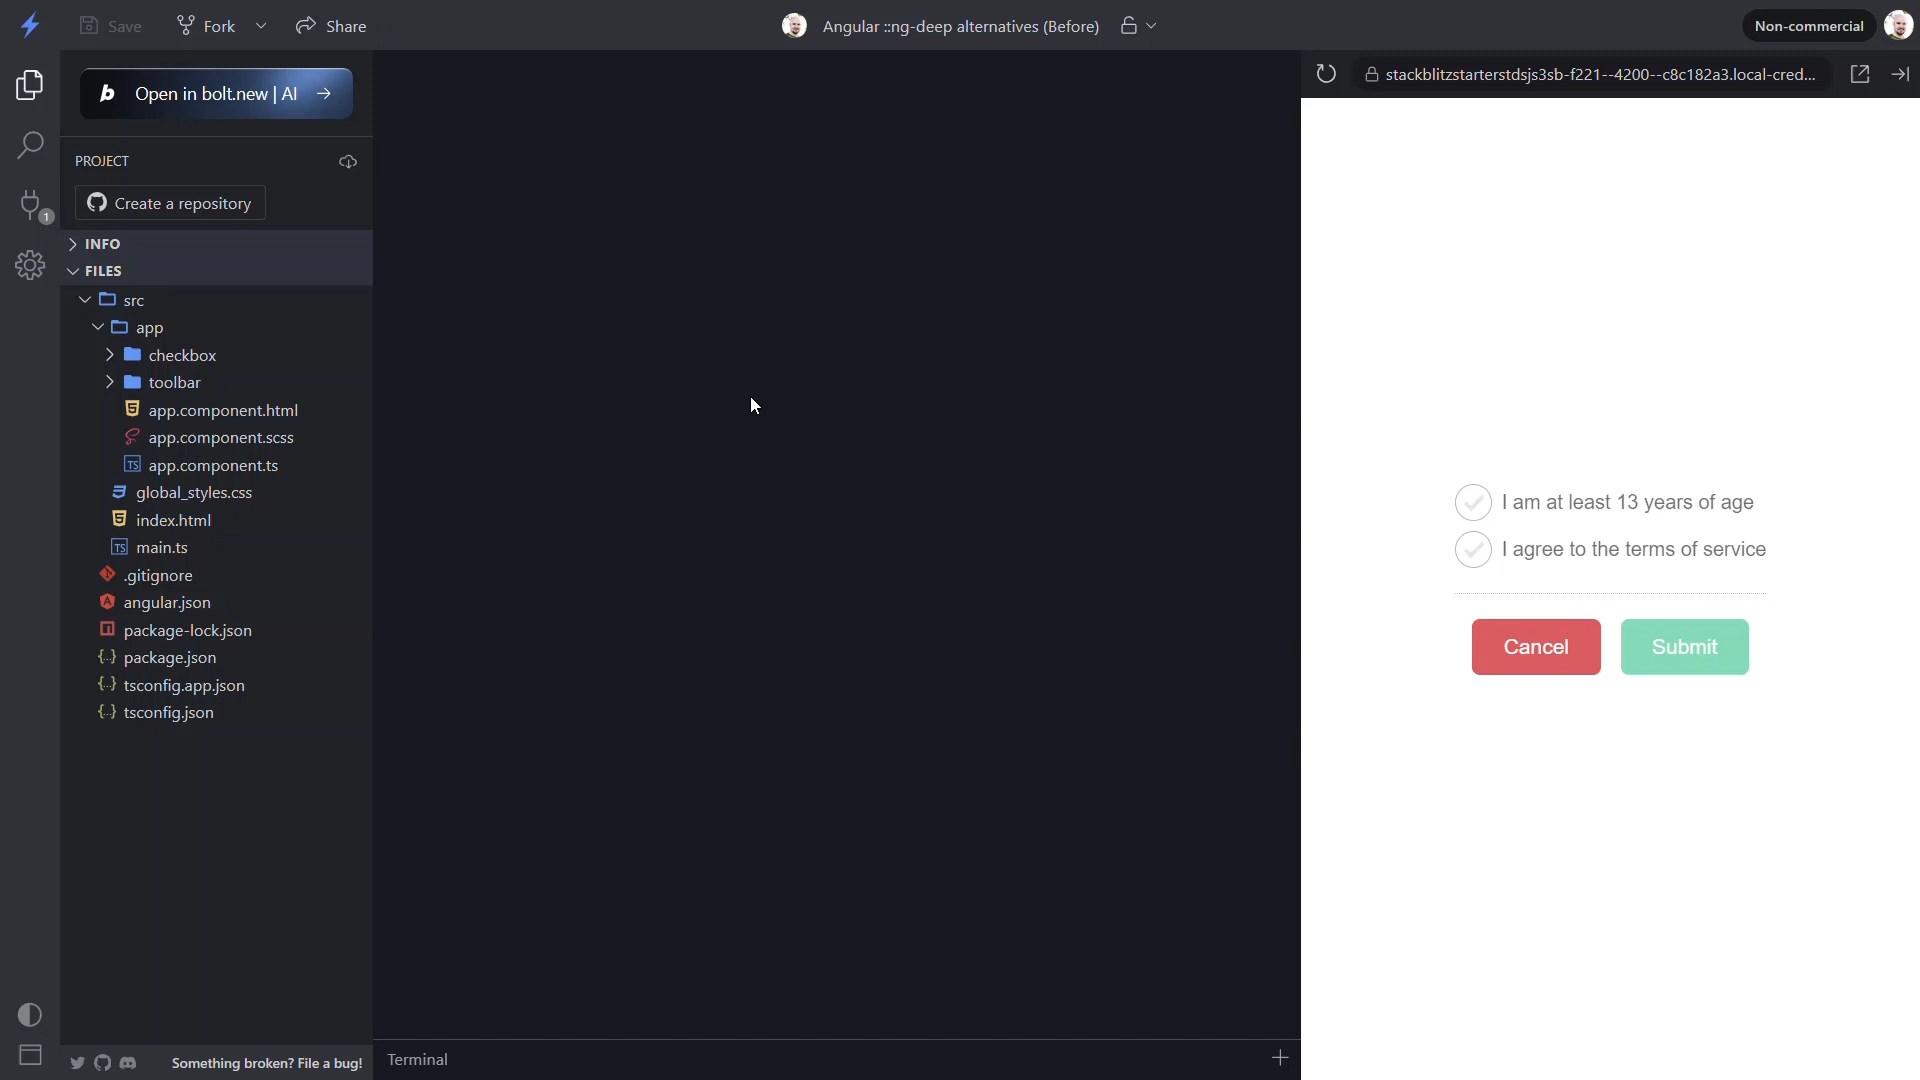 Save
Fork
Share
Angular ::ng-deep alternatives (Before)
Non-commercial
b Open in bolt.new | AI →
stackblitzstarterstdsjs3sb-f221--4200--c8c182a3.local-cred...
PROJECT
Create a repository
1
INFO
FILES
src
app
checkbox
toolbar
app.component.html
app.component.scss
TS app.component.ts
global_styles.css
index.html
TS main.ts
.gitignore
angular.json
package-lock.json
{..} package.json
{..} tsconfig.app.json
{..} tsconfig.json
I am at least 13 years of age
I agree to the terms of service
Cancel
Submit
Something broken? File a bug!
Terminal